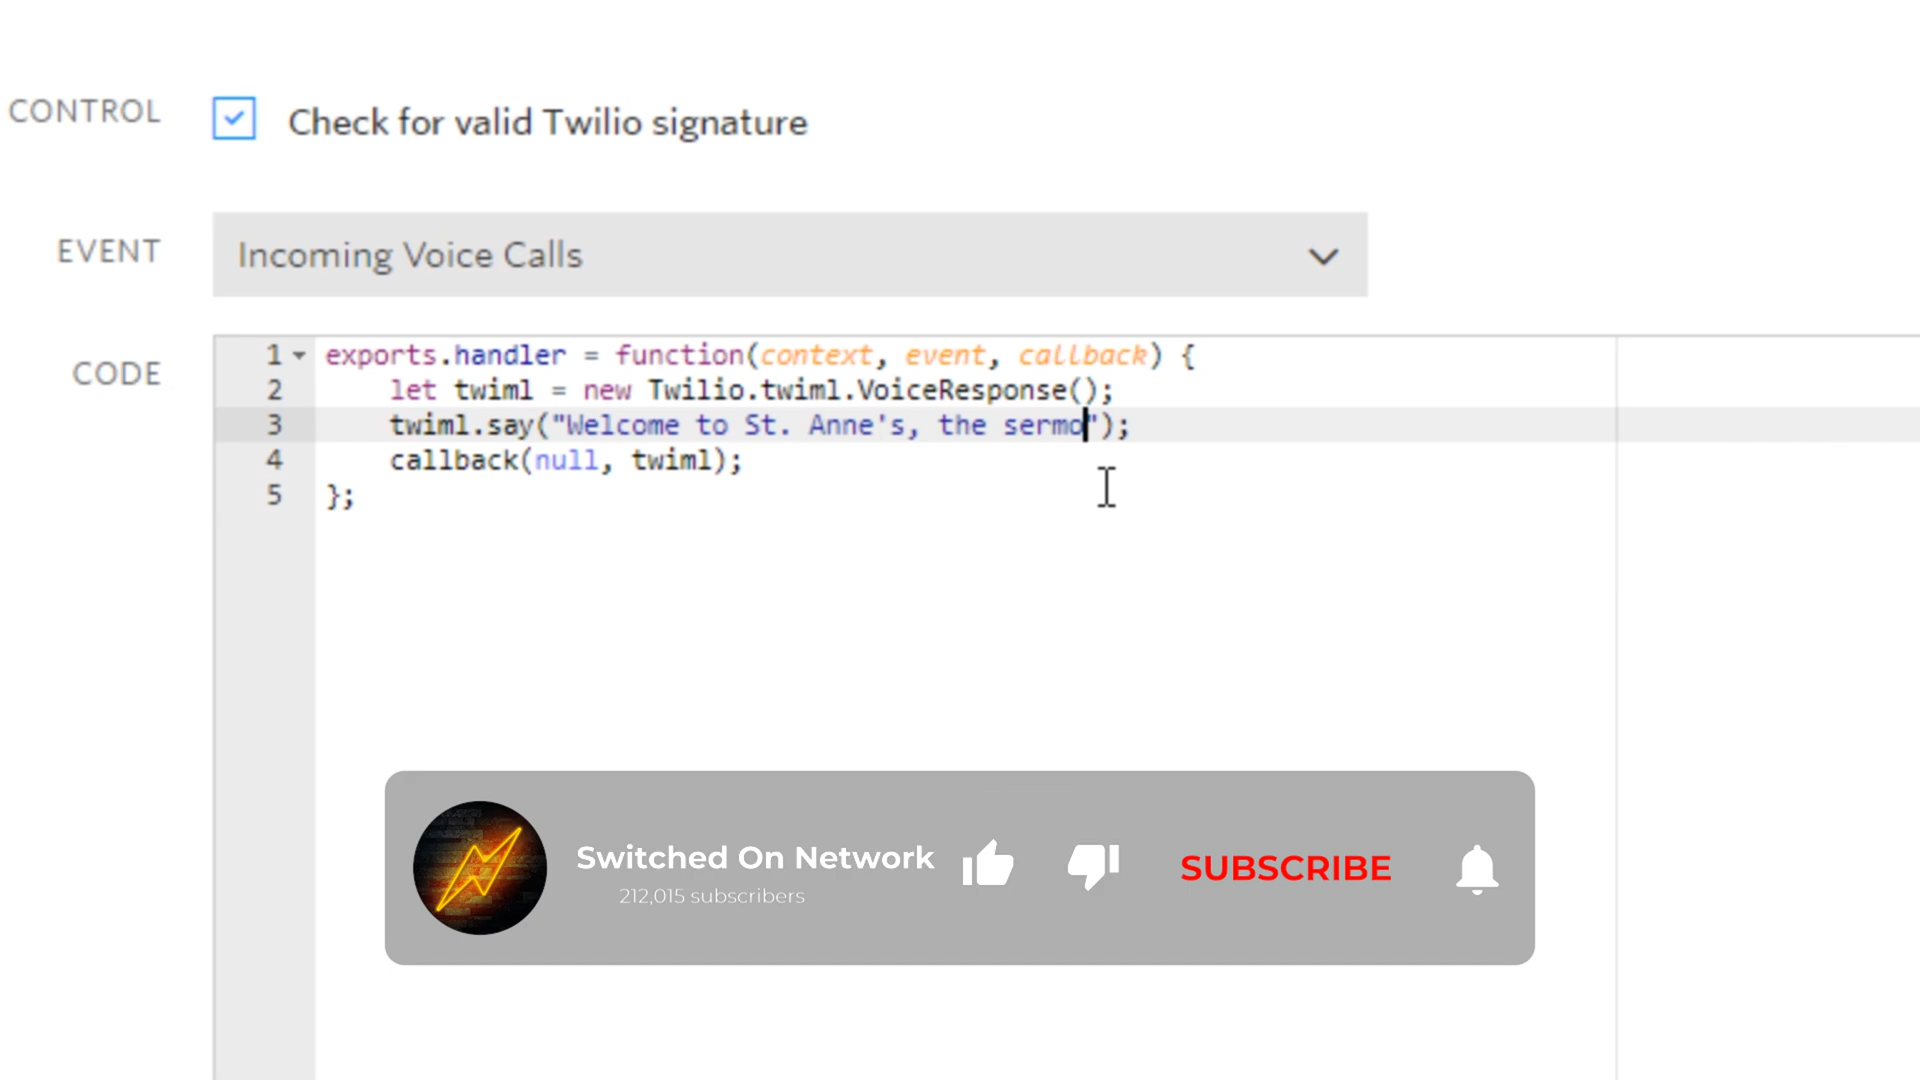 CONTROL
Check for valid Twilio signature
EVENT
Incoming Voice Calls
CODE
1 exports.handler = function(context, event, callback) {
2 let twiml = new Twilio.twiml.VoiceResponse();
3 twiml.say("Welcome to St. Anne's, the sermo");
4 callback(null, twiml);
5 };
Switched On Network
212,015 subscribers
SUBSCRIBE